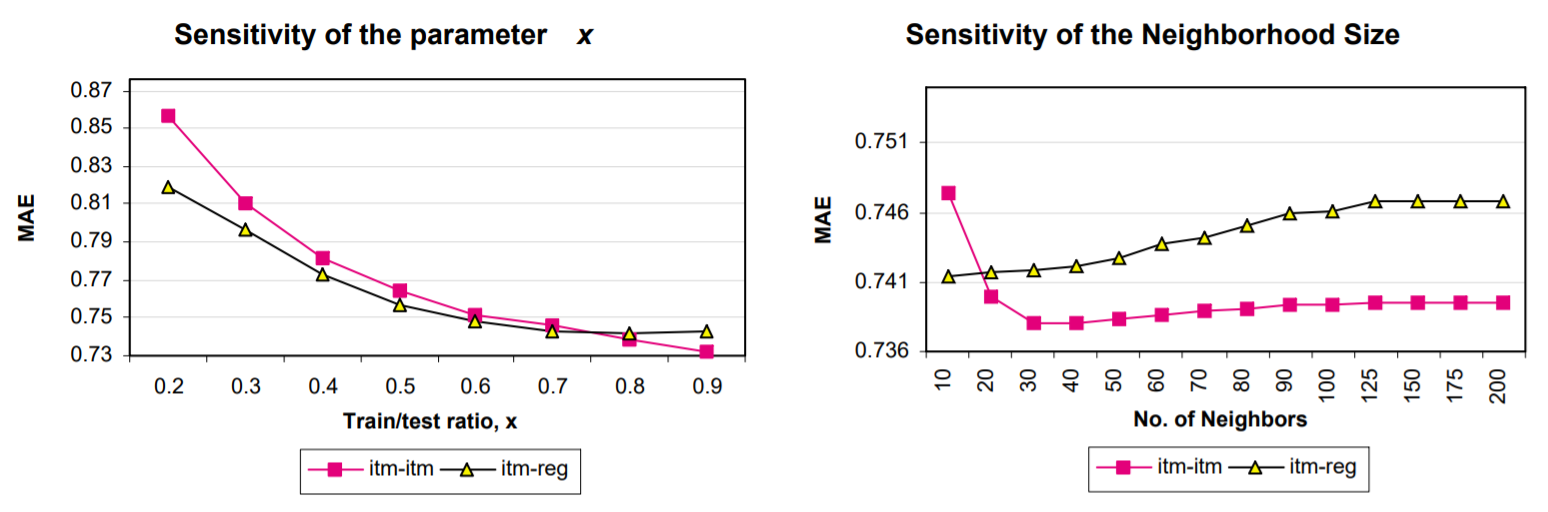 Sensitivity of the parameter x
0.87
0.85
0.83
0.81
0.79
0.77
0.75
0.73
MAE
0.2 0.3 0.4 0.5 0.6 0.7 0.8 0.9
Train/test ratio, x
itm-itm itm-reg
Sensitivity of the Neighborhood Size
0.751
0.746
0.741
0.736
MAE
10 20 30 40 50 60 70 80 90 100 125 150 175 200
No. of Neighbors
itm-itm itm-reg